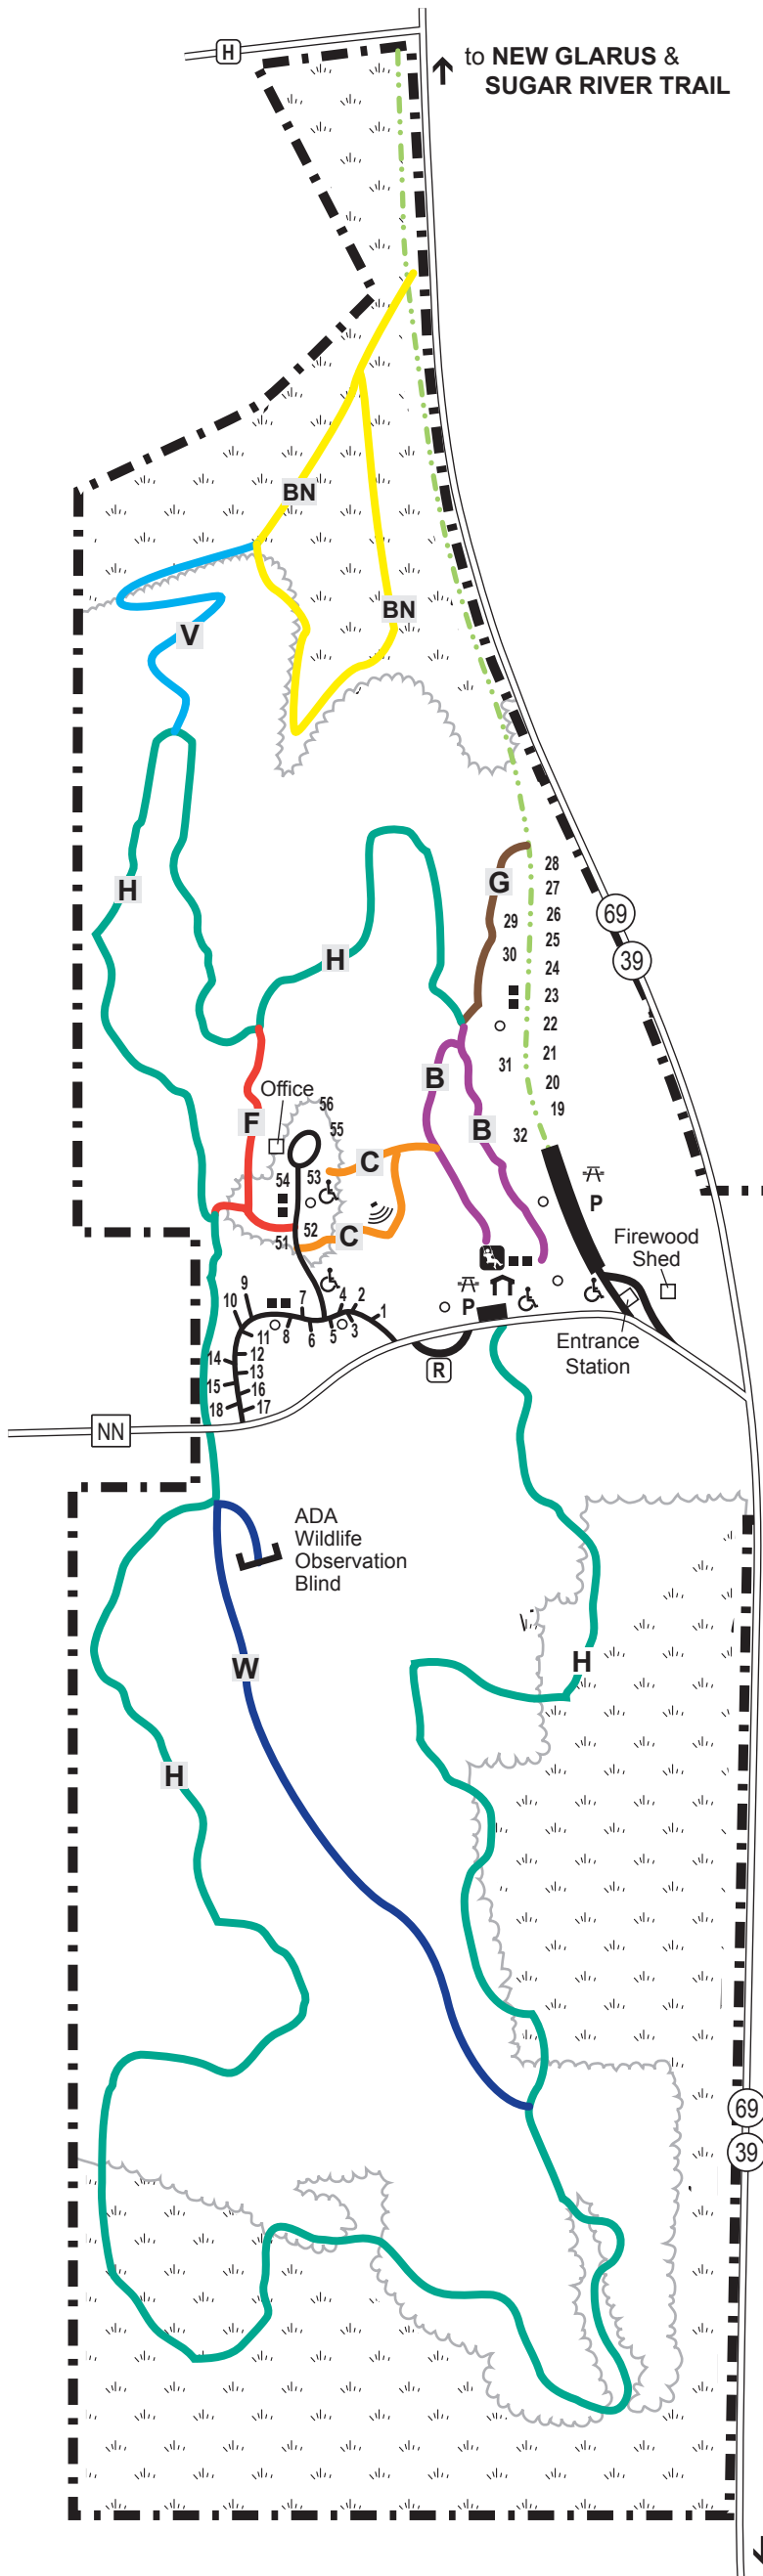 H
to NEW GLARUS &
SUGAR RIVER TRAIL
BN
BN
V
H
G
28
27
29
26
69
25
H
30
24
39
23
22
31
21
B
20
Office
56
19
F
55
B
32
C
54
53
P
52
C
51
Firewood
Shed
9
10
7
4
2
1
P
11
8
6
5
3
Entrance
Station
12
14
13
R
15
16
18
17
NN
ADA
Wildlife
Observation
Blind
W
H
H
69
39